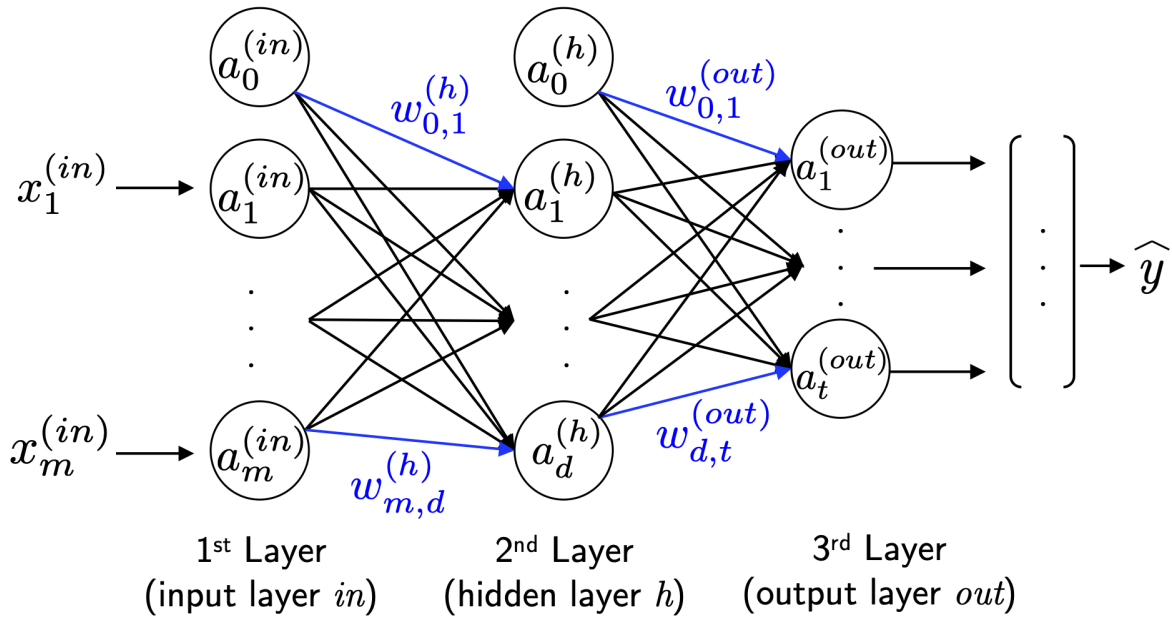 a_0^{(in)}
a_0^{(h)}
w_{0,1}^{(h)}
w_{0,1}^{(out)}
x_1^{(in)}
a_1^{(in)}
a_1^{(h)}
a_1^{(out)}
ŷ
x_m^{(in)}
a_m^{(in)}
a_d^{(h)}
a_t^{(out)}
w_{m,d}^{(h)}
w_{d,t}^{(out)}
1st Layer
(input layer in)
2nd Layer
(hidden layer h)
3rd Layer
(output layer out)